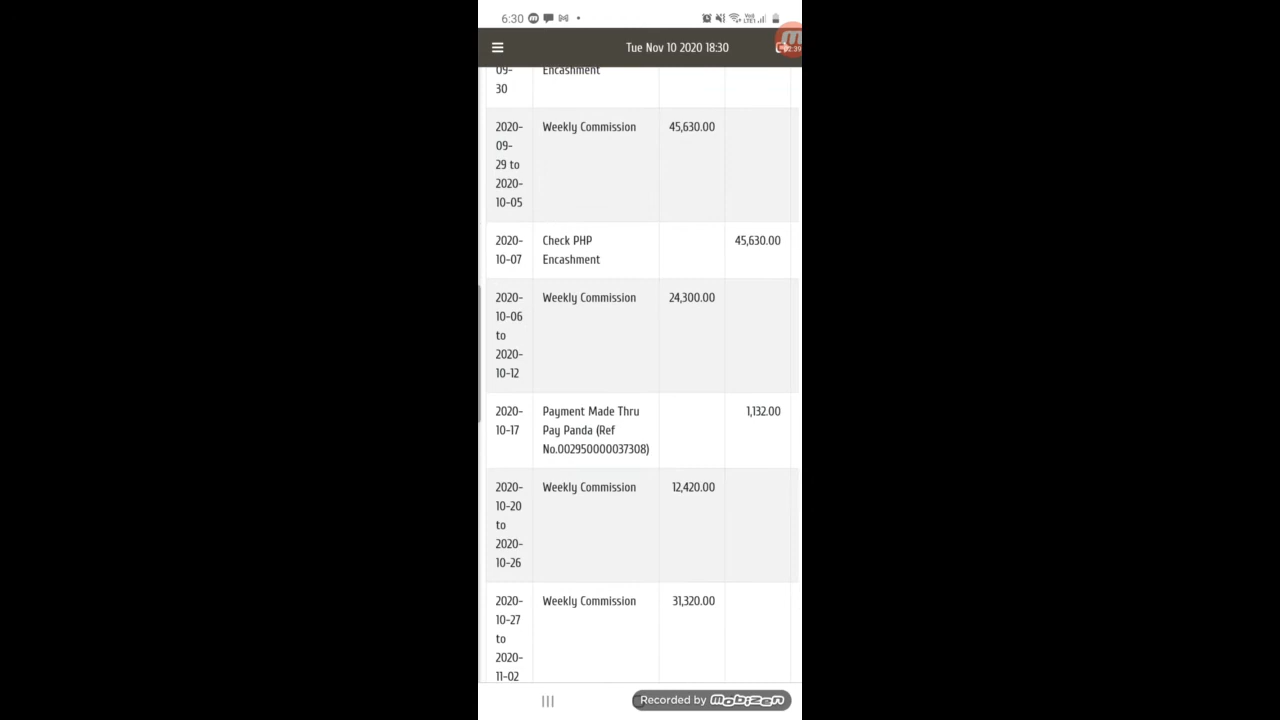 6:30
Tue Nov 10 2020 18:30
09-
30
Encashment
2020-
09-
29 to
2020-
10-05
Weekly Commission
45,630.00
2020-
10-07
Check PHP
Encashment
45,630.00
2020-
10-06
to
2020-
10-12
Weekly Commission
24,300.00
2020-
10-17
Payment Made Thru
Pay Panda (Ref
No.002950000037308)
1,132.00
2020-
10-20
to
2020-
10-26
Weekly Commission
12,420.00
2020-
10-27
to
2020-
11-02
Weekly Commission
31,320.00
Recorded by mobizen